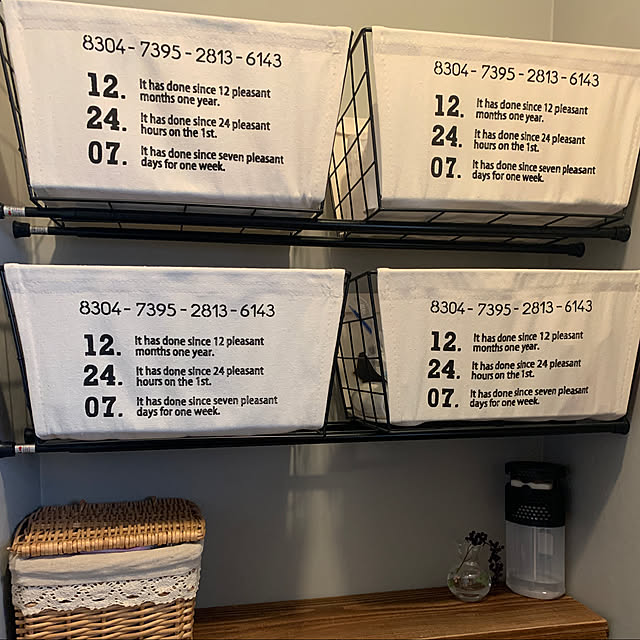 8304-7395-2813-6143
12. It has done since 12 pleasant
months one year.
24. It has done since 24 pleasant
hours on the 1st.
07. It has done since seven pleasant
days for one week.
8304-7395-2813-6143
12. It has done since 12 pleasant
months one year.
24. It has done since 24 pleasant
hours on the 1st.
07. It has done since seven pleasant
days for one week.
8304-7395-2813-6143
12. It has done since 12 pleasant
months one year.
24. It has done since 24 pleasant
hours on the 1st.
07. It has done since seven pleasant
days for one week.
8304-7395-2813-6143
12. It has done since 12 pleasant
months one year.
24. It has done since 24 pleasant
hours on the 1st.
07. It has done since seven pleasant
days for one week.